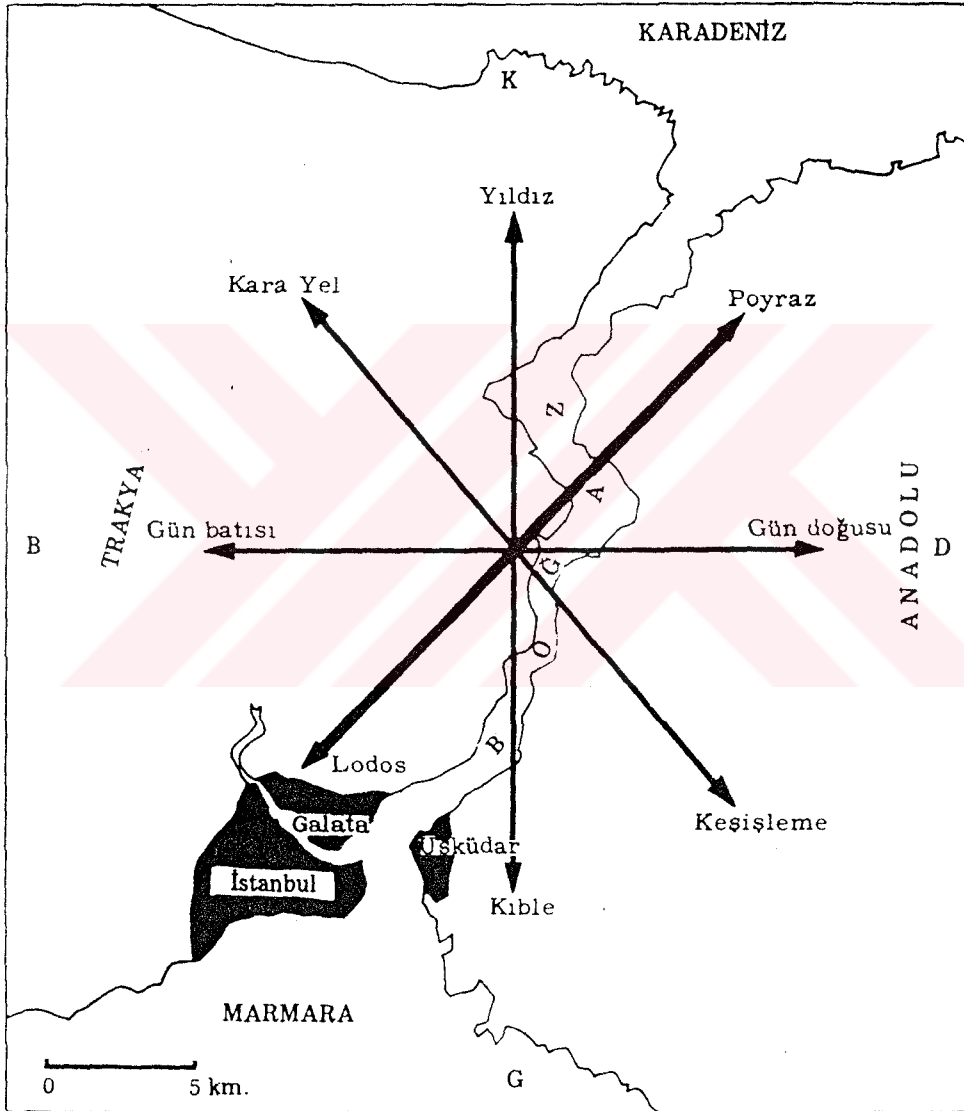 KARADENİZ
K
Yıldız
Kara Yel
Poyraz
Z
A
TRAKYA
ANADOLU
B
Gün batısı
Gün doğusu
D
Ğ
O
B
Lodos
Galata
Üsküdar
Keşişleme
İstanbul
Kıble
MARMARA
0
5 km.
G